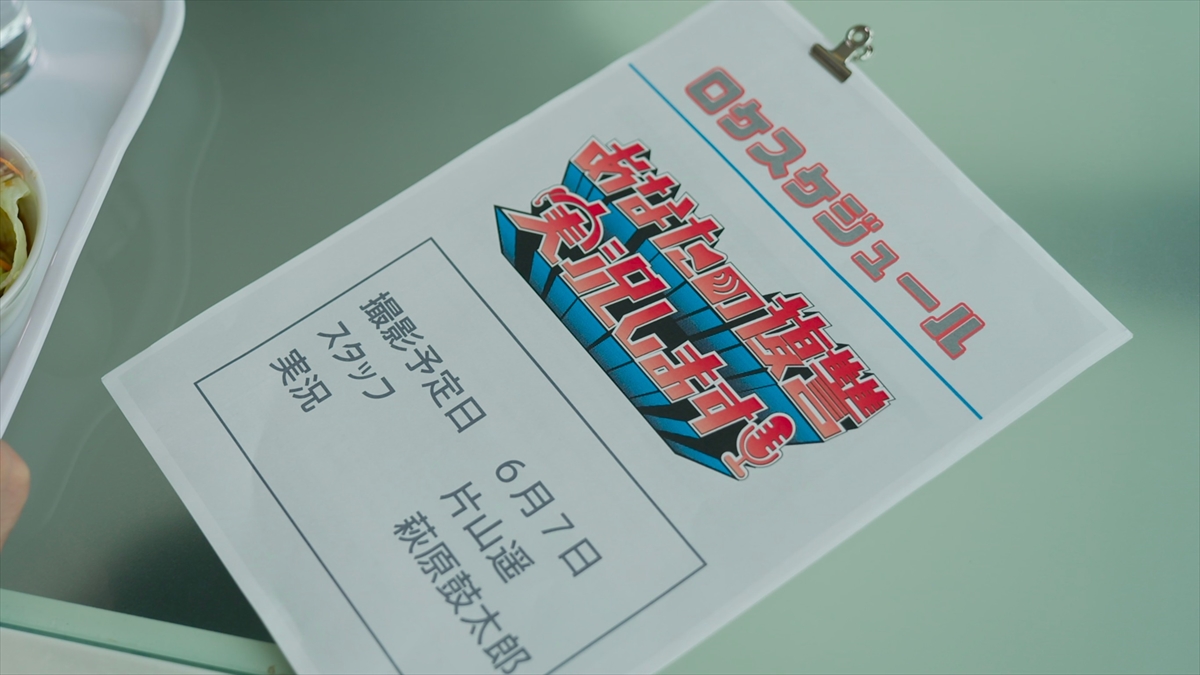 ロケスケジュール
あなたの復讐
実況します
撮影予定日　６月７日
スタッフ　片山遥
実況　萩原鼓太郎